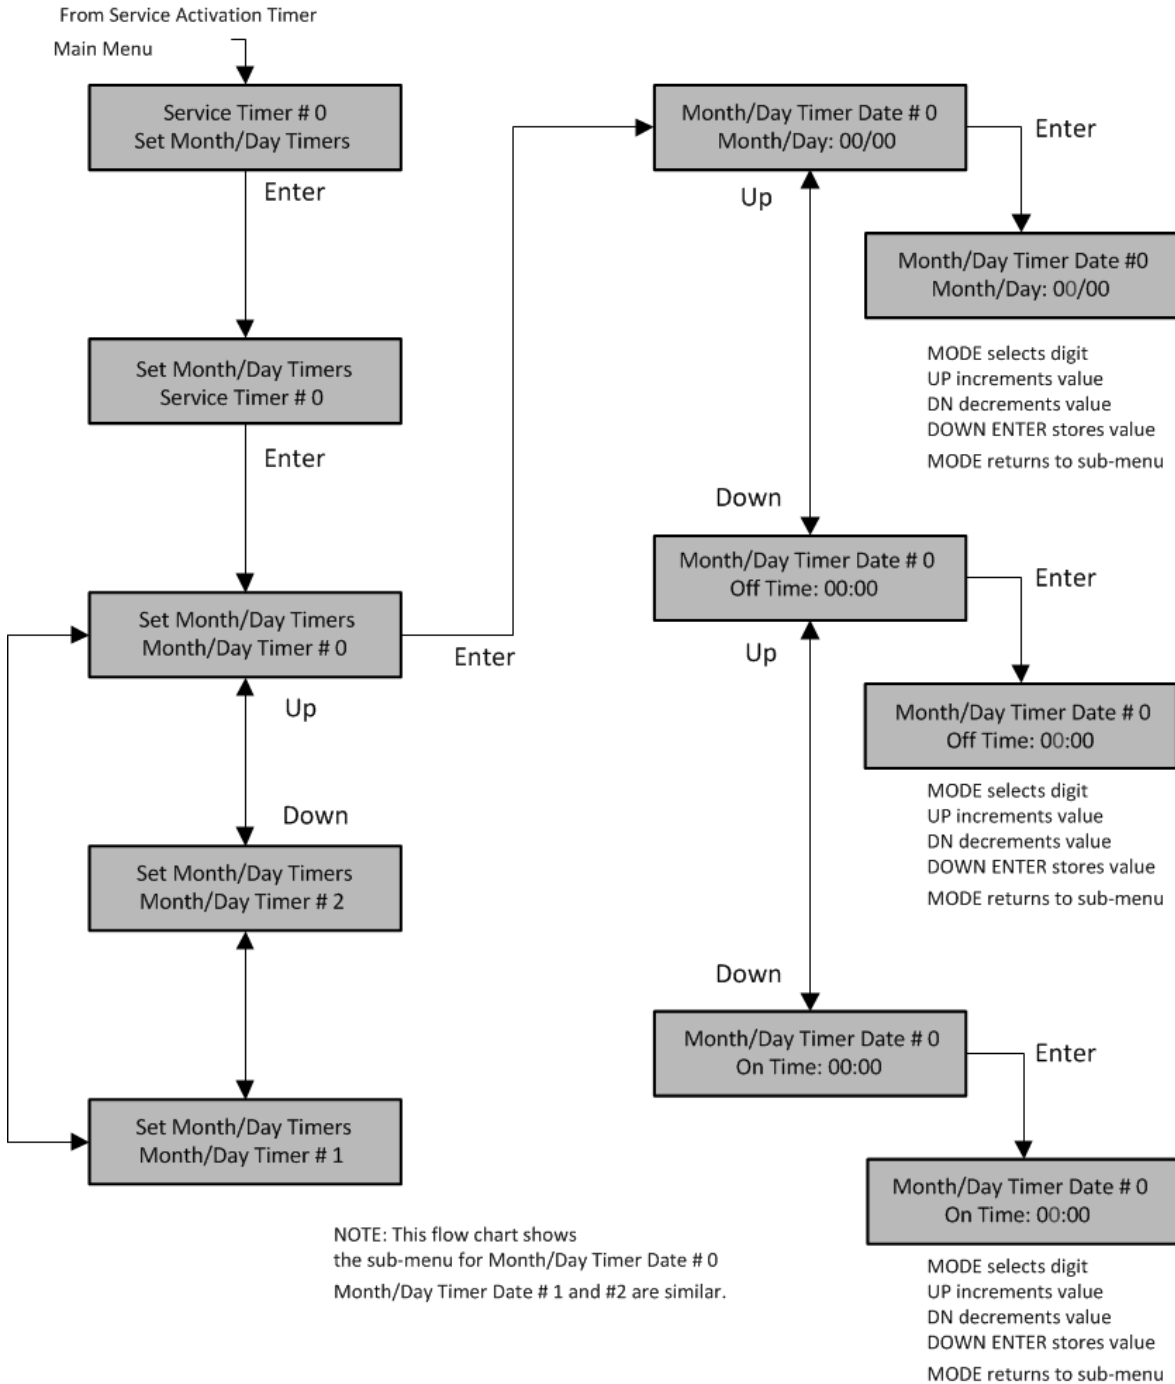 From Service Activation Timer
Main Menu
Service Timer # 0
Set Month/Day Timers
Enter
Set Month/Day Timers
Service Timer # 0
Enter
Set Month/Day Timers
Month/Day Timer # 0
Enter
Up
Down
Set Month/Day Timers
Month/Day Timer # 2
Set Month/Day Timers
Month/Day Timer # 1
Month/Day Timer Date # 0
Month/Day: 00/00
Enter
Up
Month/Day Timer Date #0
Month/Day: 00/00
MODE selects digit
UP increments value
DN decrements value
DOWN ENTER stores value
MODE returns to sub-menu
Down
Month/Day Timer Date # 0
Off Time: 00:00
Enter
Up
Month/Day Timer Date # 0
Off Time: 00:00
MODE selects digit
UP increments value
DN decrements value
DOWN ENTER stores value
MODE returns to sub-menu
Down
Month/Day Timer Date # 0
On Time: 00:00
Enter
Month/Day Timer Date # 0
On Time: 00:00
MODE selects digit
UP increments value
DN decrements value
DOWN ENTER stores value
MODE returns to sub-menu
NOTE: This flow chart shows
the sub-menu for Month/Day Timer Date # 0
Month/Day Timer Date # 1 and #2 are similar.